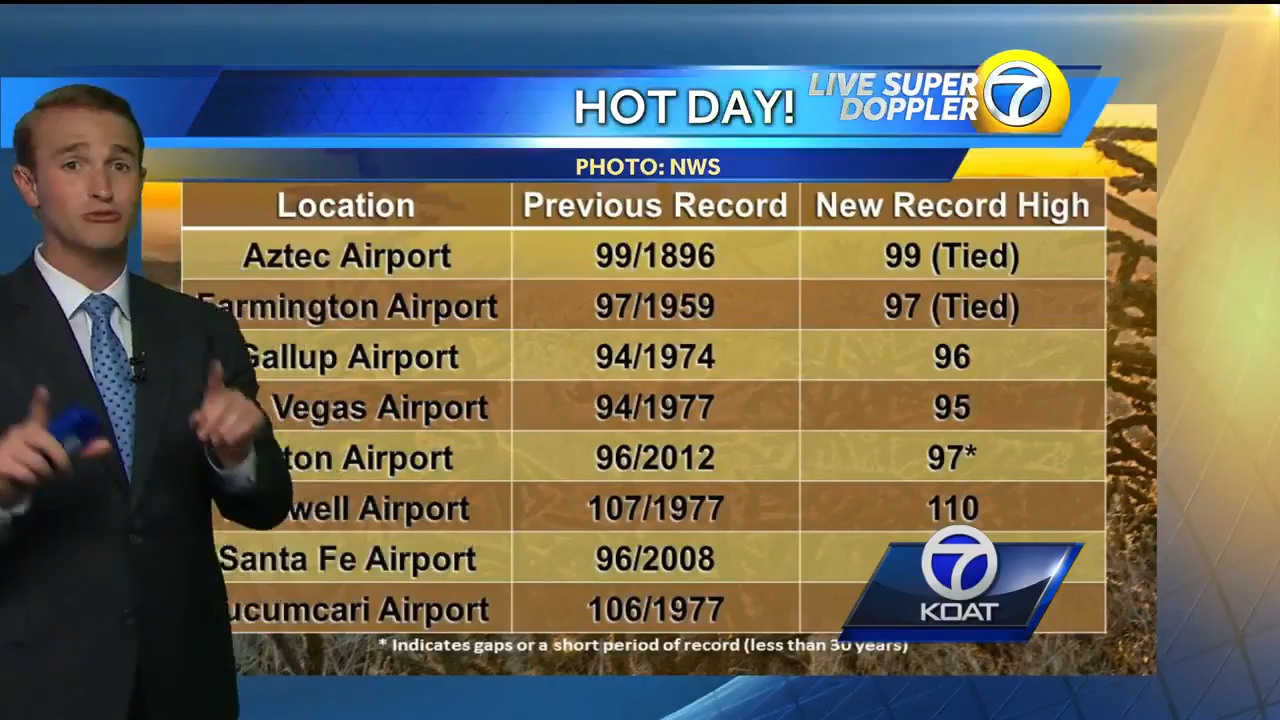 HOT DAY!
LIVE SUPER
DOPPLER 7
PHOTO: NWS
Location Previous Record New Record High
Aztec Airport 99/1896 99 (Tied)
Farmington Airport 97/1959 97 (Tied)
Gallup Airport 94/1974 96
Vegas Airport 94/1977 95
ton Airport 96/2012 97*
well Airport 107/1977 110
Santa Fe Airport 96/2008
ucumcari Airport 106/1977
7
KOAT
* Indicates gaps or a short period of record (less than 30 years)